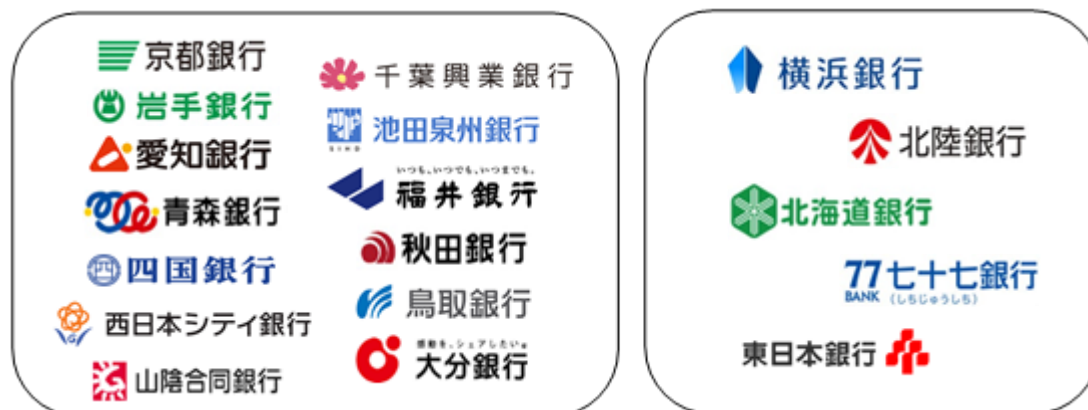 京都銀行
岩手銀行
愛知銀行
青森銀行
四国銀行
西日本シティ銀行
山陰合同銀行
千葉興業銀行
SIHD
池田泉州銀行
いつも、いつでも、いつまでも。
福井銀行
秋田銀行
鳥取銀行
感動を、シェアしたい。
大分銀行
横浜銀行
北陸銀行
北海道銀行
77 七十七銀行
BANK (しちじゅうしち)
東日本銀行